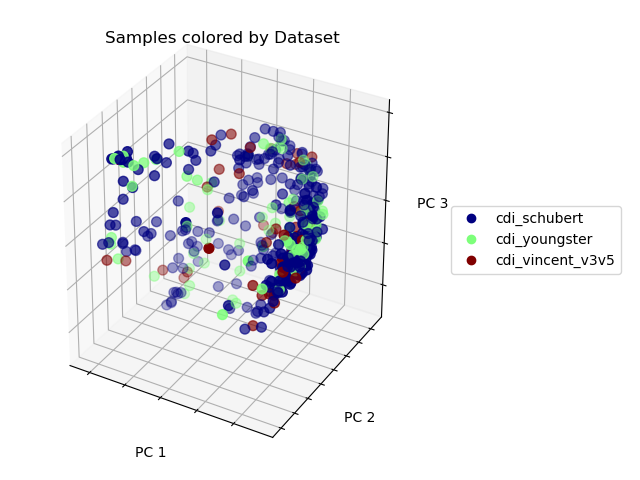 Samples colored by Dataset
PC 3
cdi_schubert
cdi_youngster
cdi_vincent_v3v5
PC 2
PC 1